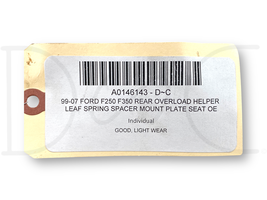 A0146143 - D~C
99-07 FORD F250 F350 REAR OVERLOAD HELPER
LEAF SPRING SPACER MOUNT PLATE SEAT OE
Individual
GOOD, LIGHT WEAR